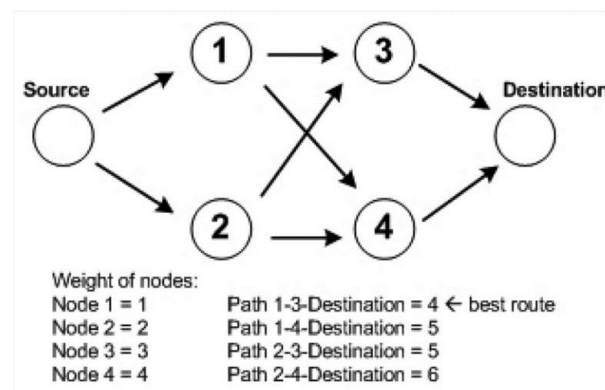 1
3
Source
Destination
2
4
Weight of nodes:
Node 1 = 1
Path 1-3-Destination = 4 ← best route
Node 2 = 2
Path 1-4-Destination = 5
Node 3 = 3
Path 2-3-Destination = 5
Node 4 = 4
Path 2-4-Destination = 6